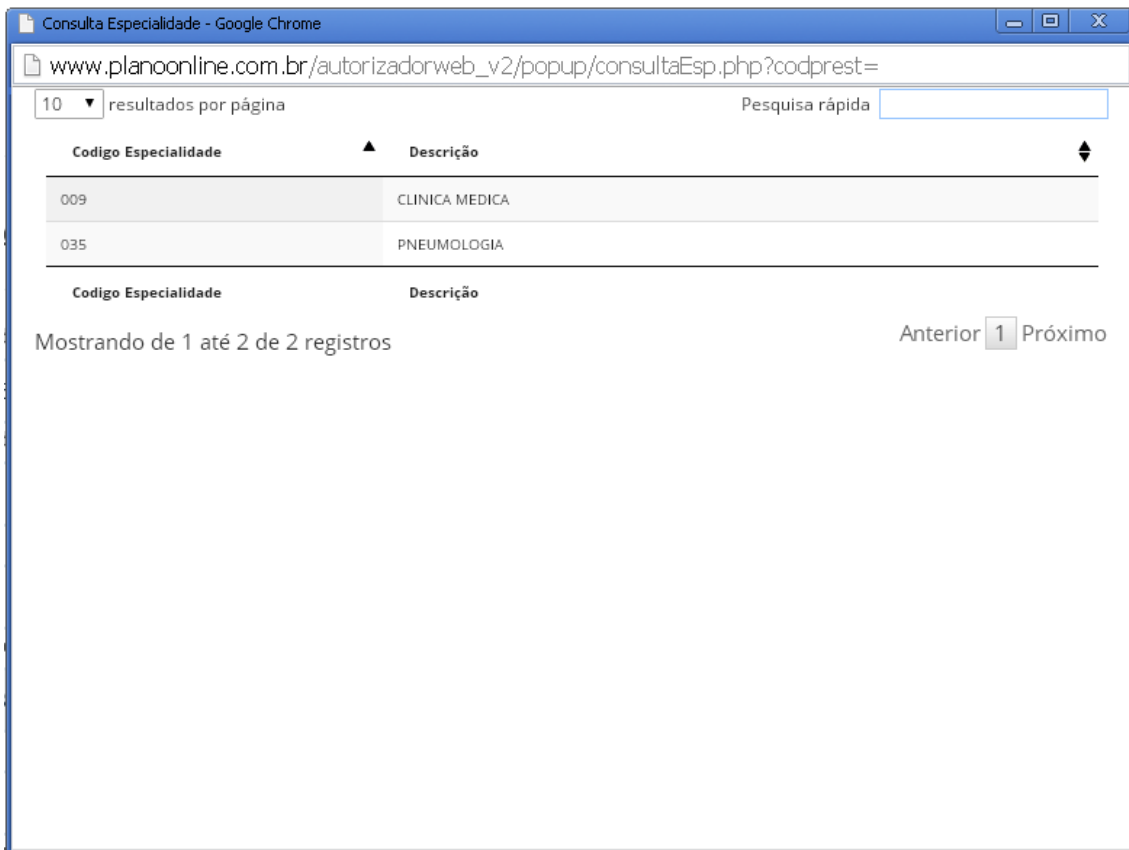 Consulta Especialidade - Google Chrome
www.planoonline.com.br/autorizadorweb_v2/popup/consultaEsp.php?codprest=
10 resultados por página Pesquisa rápida
Codigo Especialidade Descrição
009 CLINICA MEDICA
035 PNEUMOLOGIA
Codigo Especialidade Descrição
Mostrando de 1 até 2 de 2 registros
Anterior 1 Próximo